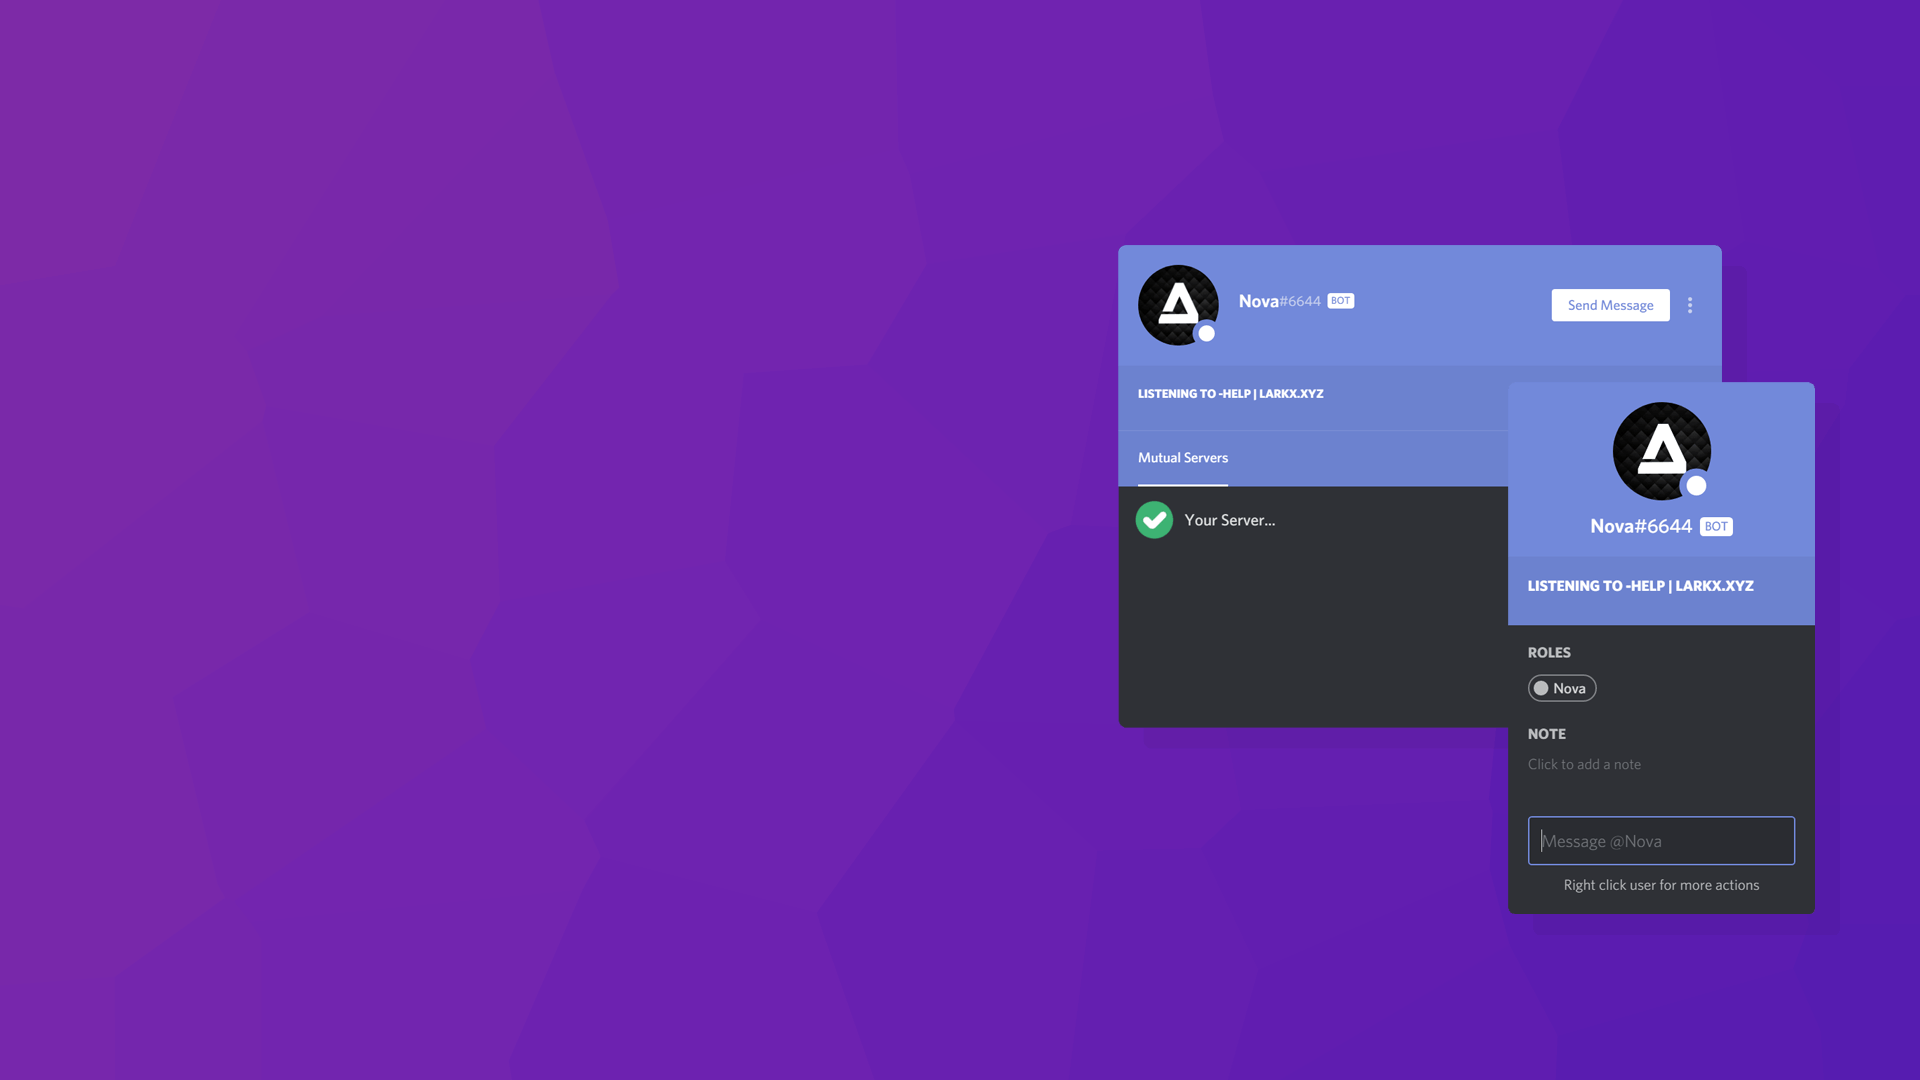 Nova#6644 BOT
Send Message
LISTENING TO -HELP | LARKX.XYZ
Mutual Servers
Your Server...
Nova#6644 BOT
LISTENING TO -HELP | LARKX.XYZ
ROLES
Nova
NOTE
Click to add a note
Message @Nova
Right click user for more actions